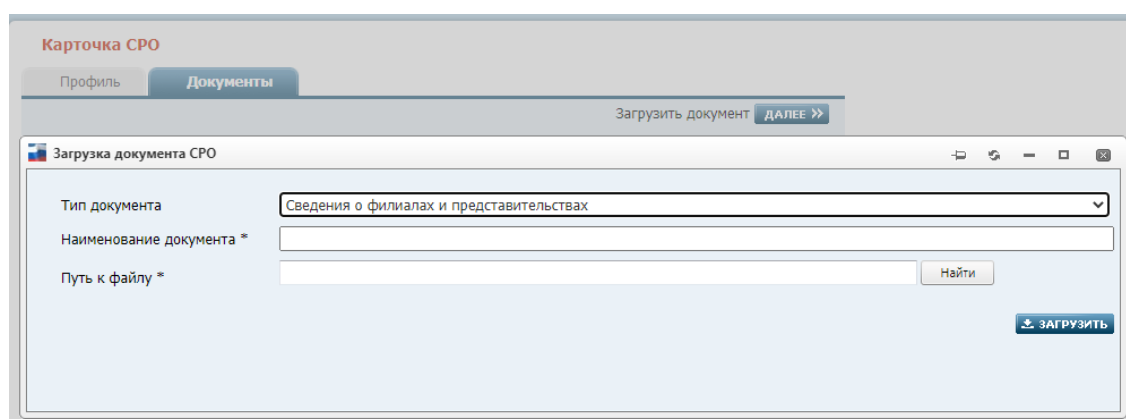 Карточка СРО
Профиль Документы
Загрузить документ ДАЛЕЕ
Загрузка документа СРО
Тип документа Сведения о филиалах и представительствах
Наименование документа *
Путь к файлу * Найти
ЗАГРУЗИТЬ